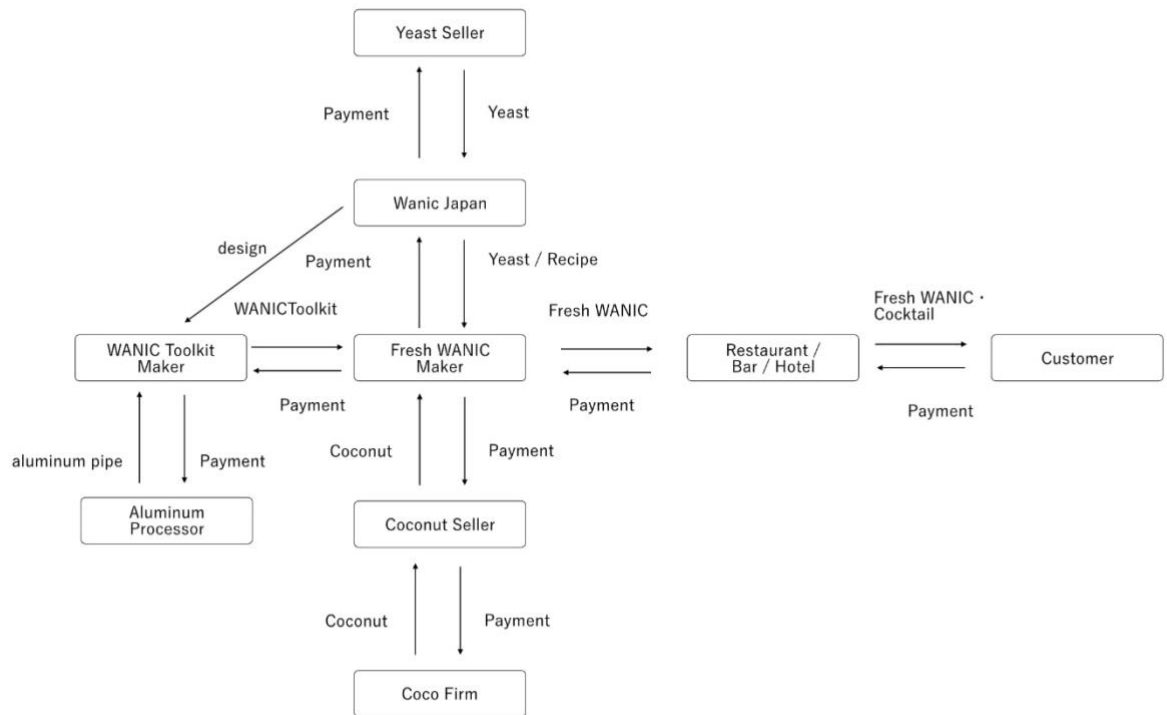 Yeast Seller
Payment
Yeast
Wanic Japan
design
Payment
Yeast / Recipe
WANICToolkit
Fresh WANIC
Fresh WANIC・
Cocktail
WANIC Toolkit
Maker
Fresh WANIC
Maker
Restaurant /
Bar / Hotel
Customer
Payment
Payment
Payment
aluminum pipe
Payment
Coconut
Payment
Aluminum
Processor
Coconut Seller
Coconut
Payment
Coco Firm